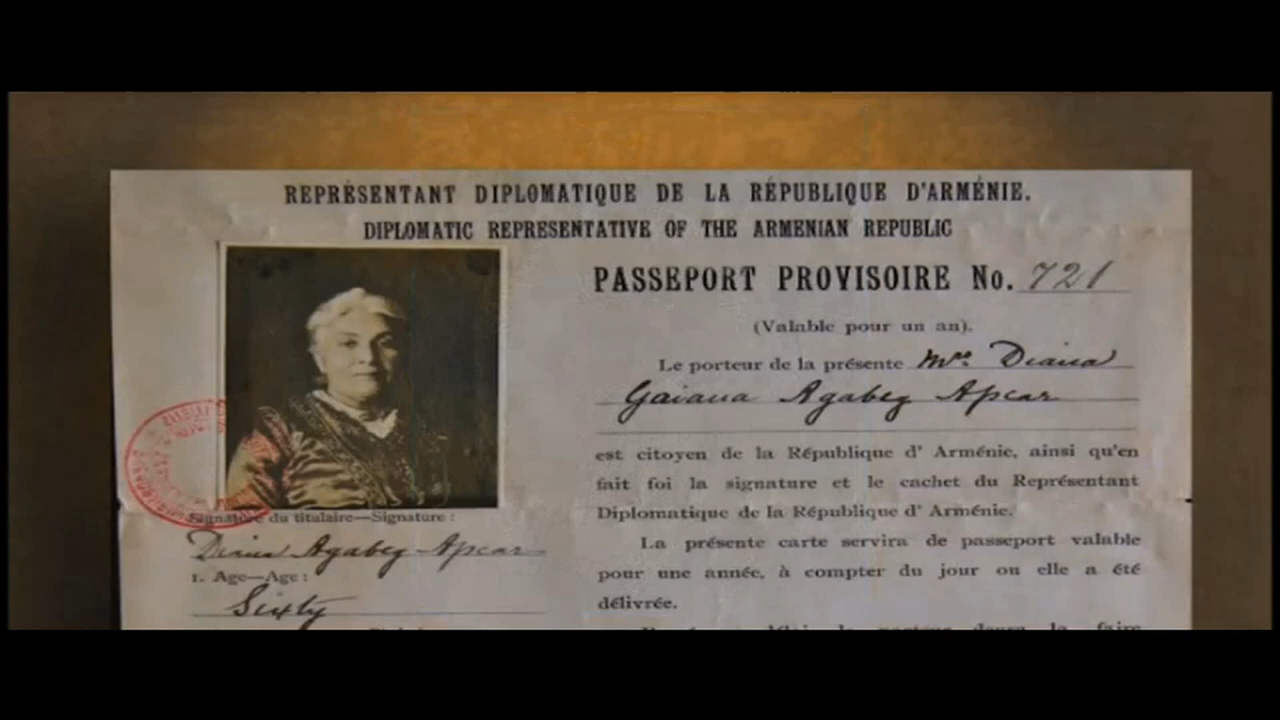 REPRÉSENTANT DIPLOMATIQUE DE LA RÉPUBLIQUE D'ARMÉNIE.
DIPLOMATIC REPRESENTATIVE OF THE ARMENIAN REPUBLIC
PASSEPORT PROVISOIRE No. 721
(Valable pour un an).
Le porteur de la présente Mrs. Diana
Gaiana Agabeg Apcar
est citoyen de la République d' Arménie, ainsi qu'en
fait foi la signature et le cachet du Représentant
Diplomatique de la République d' Arménie.
La présente carte servira de passeport valable
pour une année, à compter du jour ou elle a été
délivrée.
Signature du titulaire—Signature :
Diana Agabeg Apcar
1. Age—Age :
Sixty